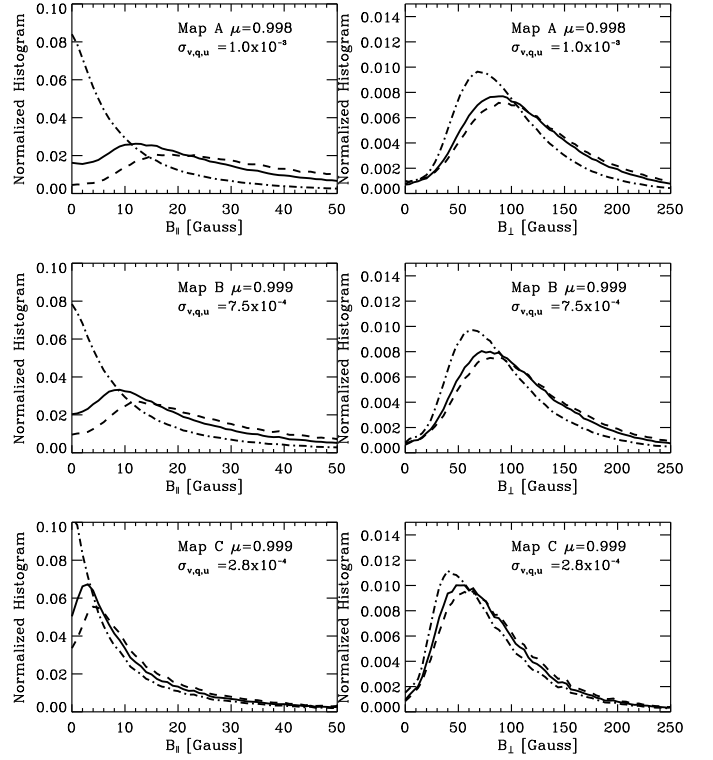 Map A μ=0.998
σv,q,u =1.0x10⁻³
Normalized Histogram
0.10
0.08
0.06
0.04
0.02
0.00
0 10 20 30 40 50
B∥ [Gauss]
Map A μ=0.998
σv,q,u =1.0x10⁻³
Normalized Histogram
0.014
0.012
0.010
0.008
0.006
0.004
0.002
0.000
0 50 100 150 200 250
B⊥ [Gauss]
Map B μ=0.999
σv,q,u =7.5x10⁻⁴
Normalized Histogram
0.10
0.08
0.06
0.04
0.02
0.00
0 10 20 30 40 50
B∥ [Gauss]
Map B μ=0.999
σv,q,u =7.5x10⁻⁴
Normalized Histogram
0.014
0.012
0.010
0.008
0.006
0.004
0.002
0.000
0 50 100 150 200 250
B⊥ [Gauss]
Map C μ=0.999
σv,q,u =2.8x10⁻⁴
Normalized Histogram
0.10
0.08
0.06
0.04
0.02
0.00
0 10 20 30 40 50
B∥ [Gauss]
Map C μ=0.999
σv,q,u =2.8x10⁻⁴
Normalized Histogram
0.014
0.012
0.010
0.008
0.006
0.004
0.002
0.000
0 50 100 150 200 250
B⊥ [Gauss]